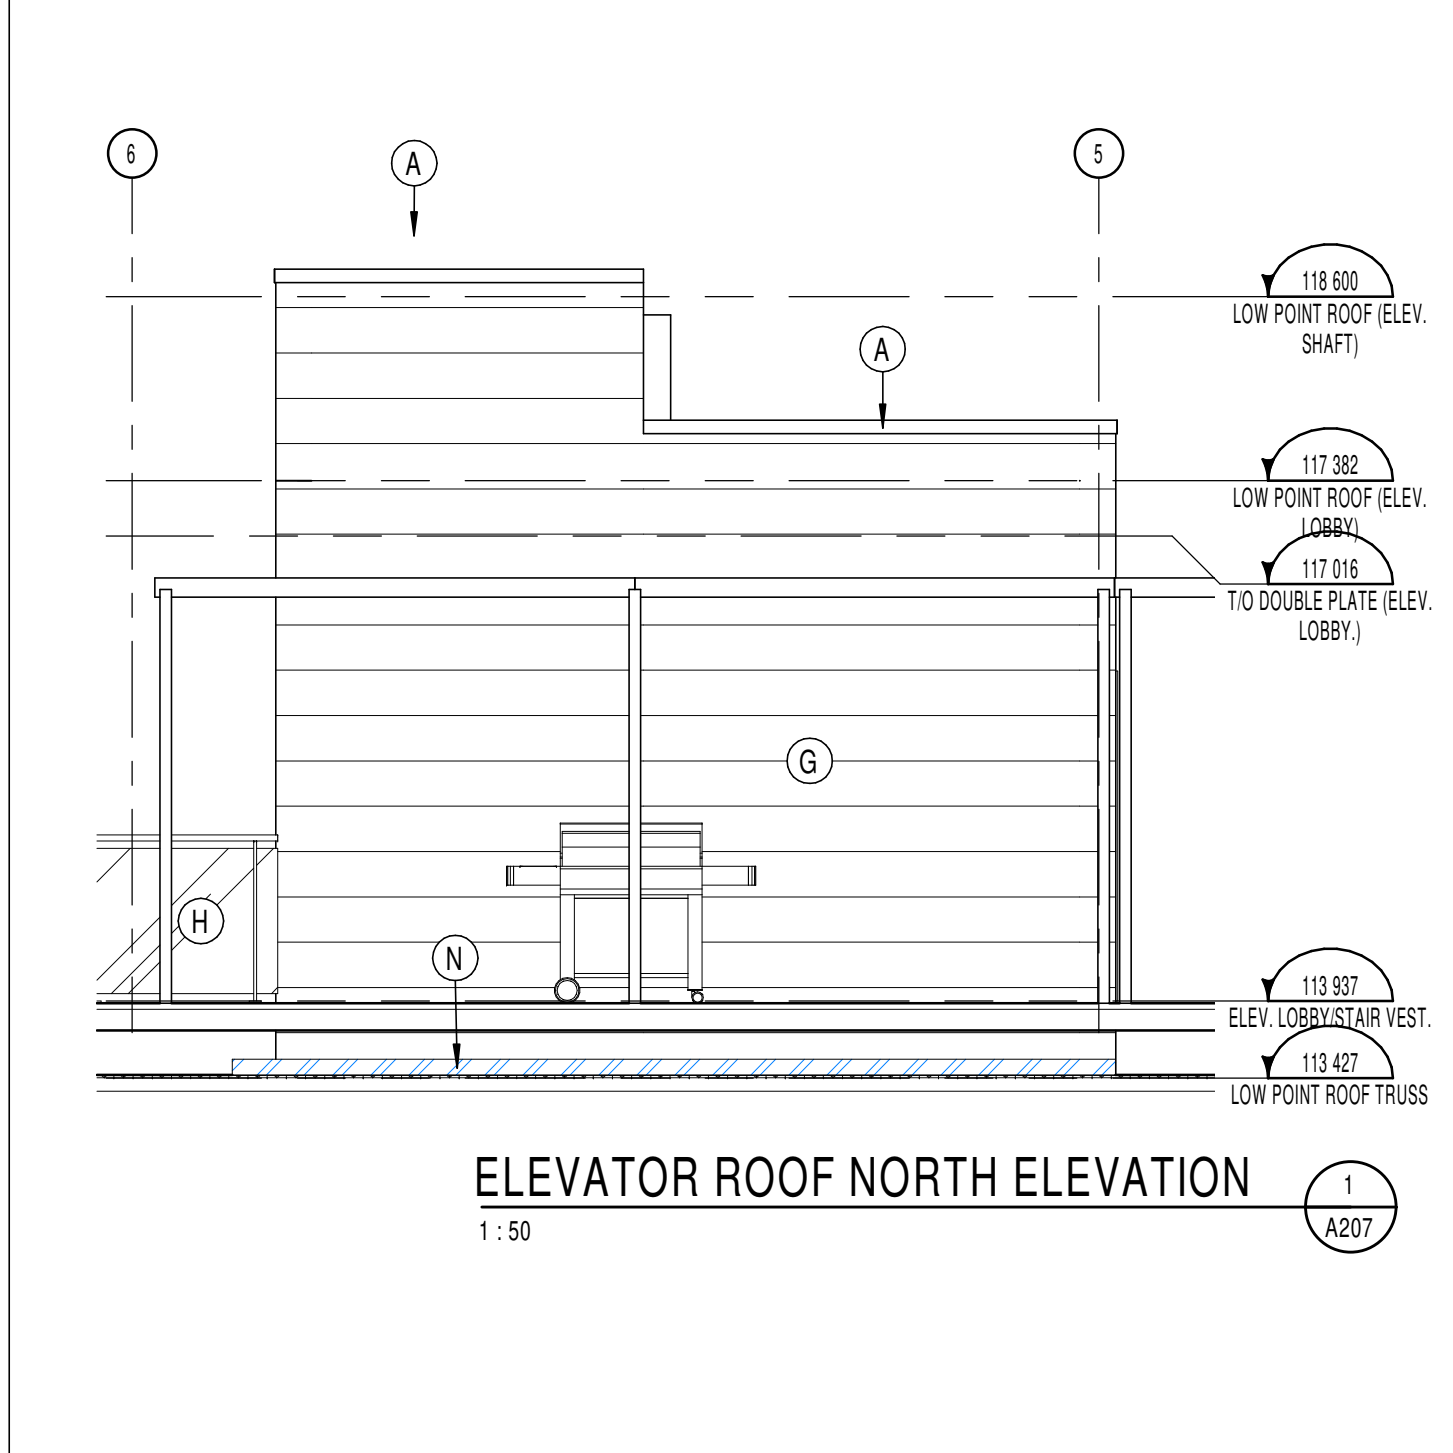 6
A
5
118 600
LOW POINT ROOF (ELEV.
SHAFT)
A
117 382
LOW POINT ROOF (ELEV.
LOBBY)
117 016
T/O DOUBLE PLATE (ELEV.
LOBBY.)
G
H
N
113 937
ELEV. LOBBY/STAIR VEST.
113 427
LOW POINT ROOF TRUSS
ELEVATOR ROOF NORTH ELEVATION
1 : 50
1
A207